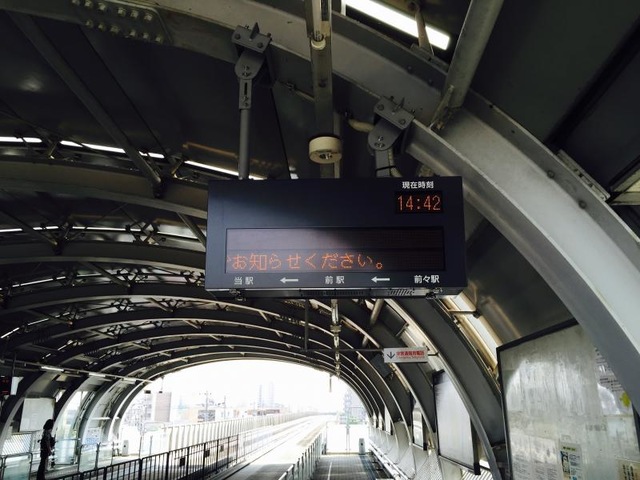 現在時刻
14:42
お知らせください。
当駅 ← 前駅 ← 前々駅